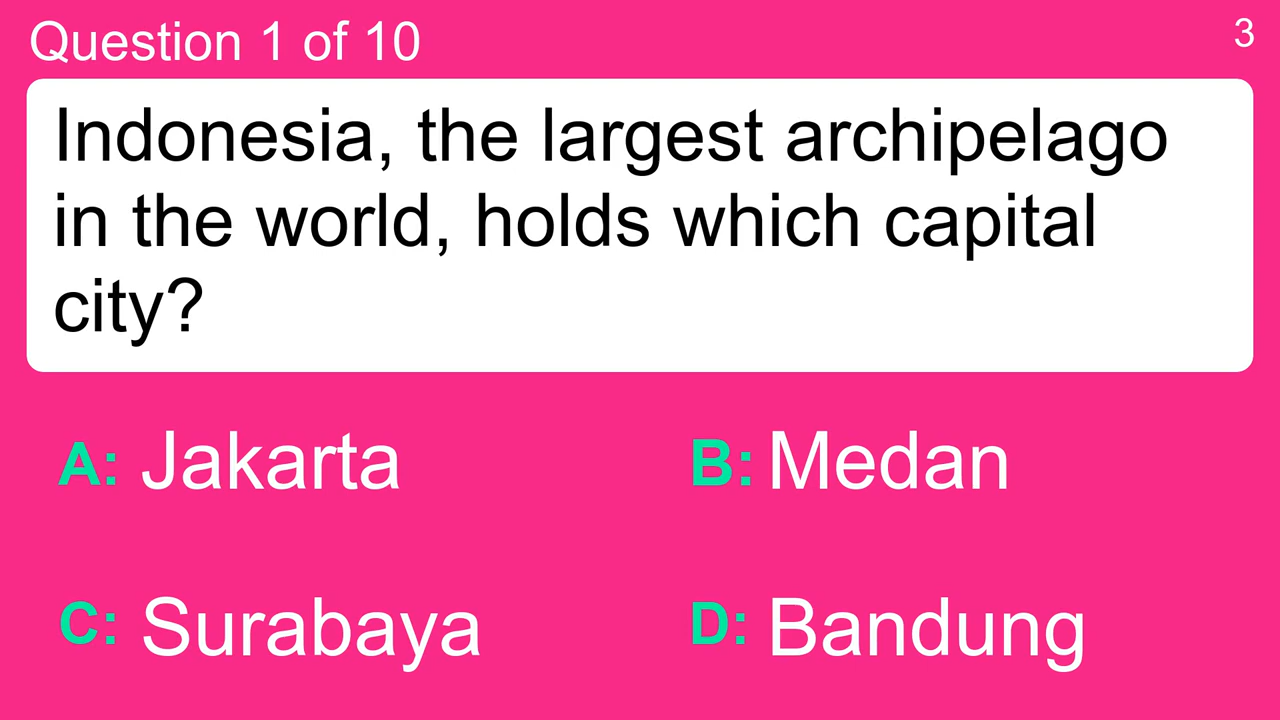 Question 1 of 10
3
Indonesia, the largest archipelago
in the world, holds which capital
city?
A: Jakarta
B: Medan
C: Surabaya
D: Bandung